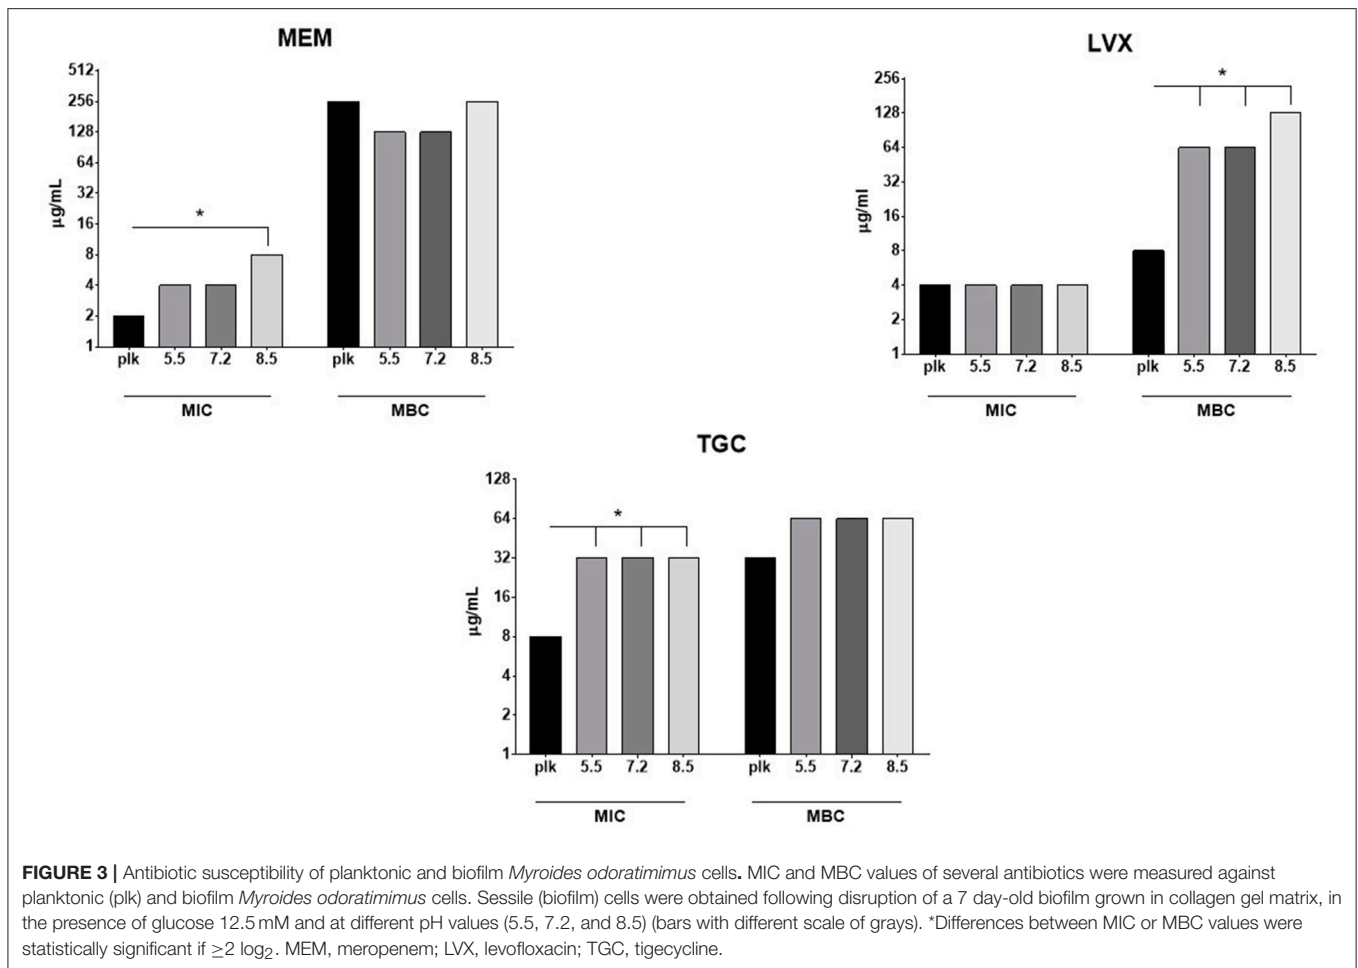 MEM
512
256
128
64
32
16
8
4
2
1
µg/mL
*
plk 5.5 7.2 8.5 plk 5.5 7.2 8.5
MIC MBC
LVX
256
128
64
32
16
8
4
2
1
µg/ml
*
plk 5.5 7.2 8.5 plk 5.5 7.2 8.5
MIC MBC
TGC
128
64
32
16
8
4
2
1
µg/mL
*
plk 5.5 7.2 8.5 plk 5.5 7.2 8.5
MIC MBC
FIGURE 3 | Antibiotic susceptibility of planktonic and biofilm Myroides odoratimimus cells. MIC and MBC values of several antibiotics were measured against
planktonic (plk) and biofilm Myroides odoratimimus cells. Sessile (biofilm) cells were obtained following disruption of a 7 day-old biofilm grown in collagen gel matrix, in
the presence of glucose 12.5 mM and at different pH values (5.5, 7.2, and 8.5) (bars with different scale of grays). *Differences between MIC or MBC values were
statistically significant if ≥2 log₂. MEM, meropenem; LVX, levofloxacin; TGC, tigecycline.